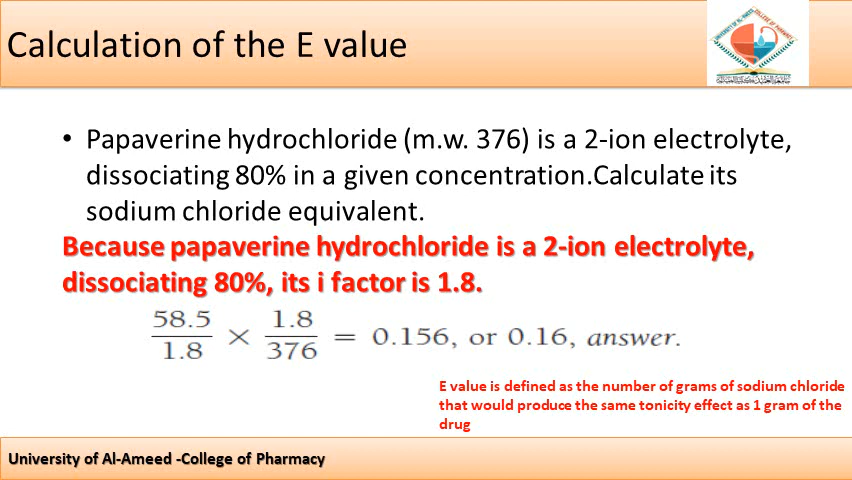 Calculation of the E value
• Papaverine hydrochloride (m.w. 376) is a 2-ion electrolyte,
dissociating 80% in a given concentration.Calculate its
sodium chloride equivalent.
Because papaverine hydrochloride is a 2-ion electrolyte,
dissociating 80%, its i factor is 1.8.
58.5/1.8 × 1.8/376 = 0.156, or 0.16, answer.
E value is defined as the number of grams of sodium chloride
that would produce the same tonicity effect as 1 gram of the
drug
University of Al-Ameed -College of Pharmacy